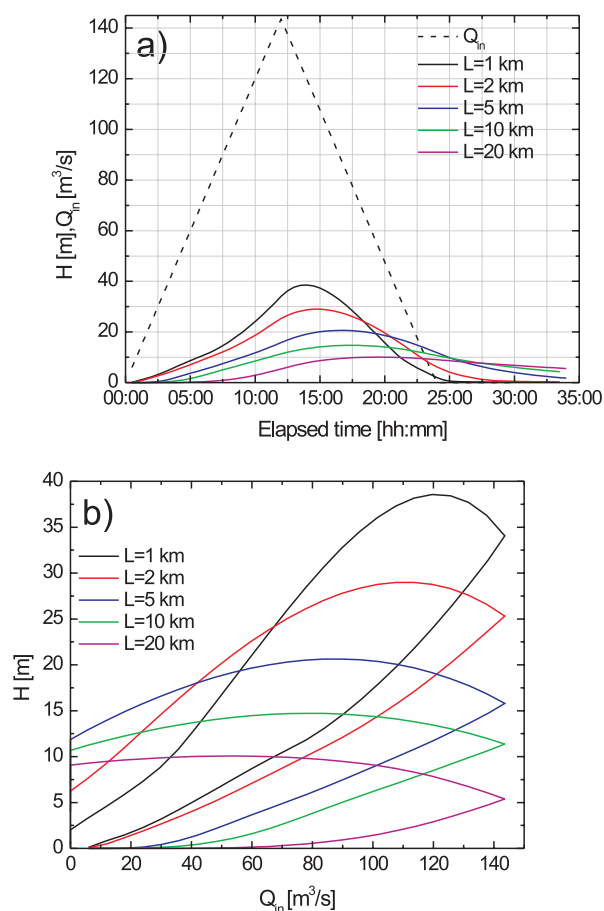 a)
Q_in
L=1 km
L=2 km
L=5 km
L=10 km
L=20 km
H [m],Q_in [m³/s]
140
120
100
80
60
40
20
0
00:00 05:00 10:00 15:00 20:00 25:00 30:00 35:00
Elapsed time [hh:mm]
b)
L=1 km
L=2 km
L=5 km
L=10 km
L=20 km
H [m]
40
35
30
25
20
15
10
5
0
0 20 40 60 80 100 120 140
Q_in [m³/s]